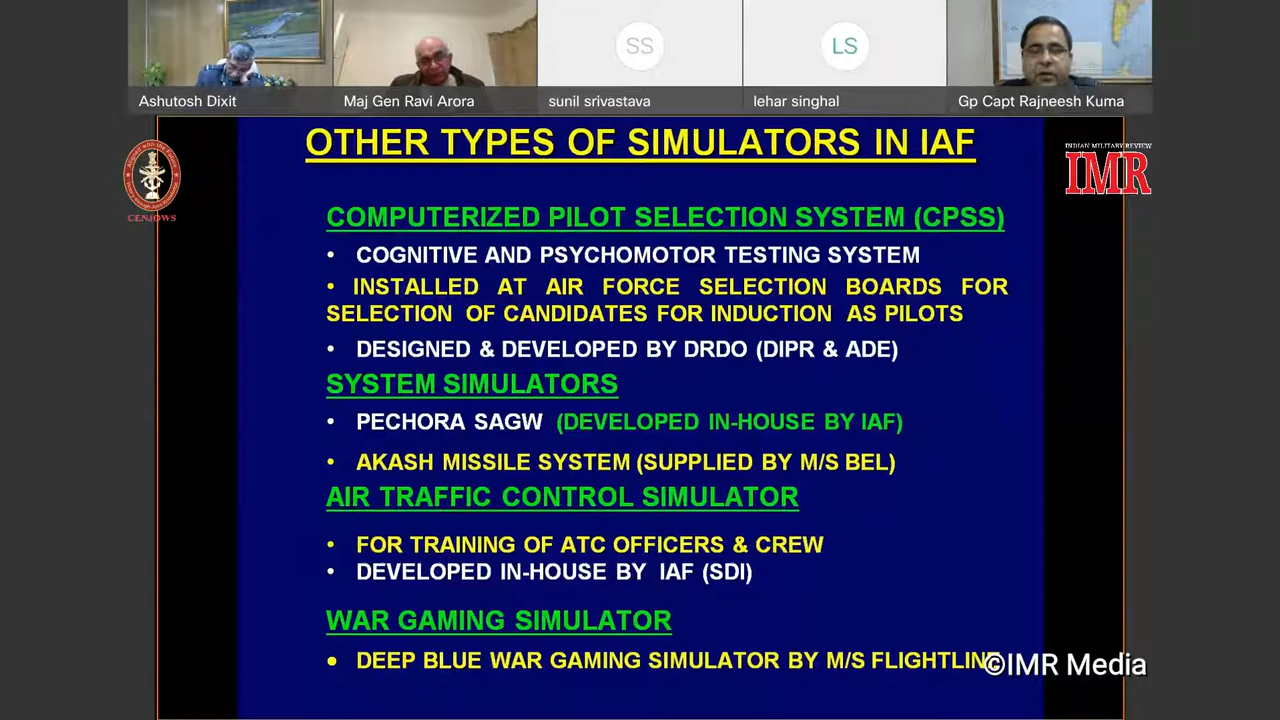 SS
LS
Ashutosh Dixit
Maj Gen Ravi Arora
sunil srivastava
lehar singhal
Gp Capt Rajneesh Kuma
OTHER TYPES OF SIMULATORS IN IAF
CENJOWS
INDIAN MILITARY REVIEW
IMR
COMPUTERIZED PILOT SELECTION SYSTEM (CPSS)
• COGNITIVE AND PSYCHOMOTOR TESTING SYSTEM
• INSTALLED AT AIR FORCE SELECTION BOARDS FOR
SELECTION OF CANDIDATES FOR INDUCTION AS PILOTS
• DESIGNED & DEVELOPED BY DRDO (DIPR & ADE)
SYSTEM SIMULATORS
• PECHORA SAGW (DEVELOPED IN-HOUSE BY IAF)
• AKASH MISSILE SYSTEM (SUPPLIED BY M/S BEL)
AIR TRAFFIC CONTROL SIMULATOR
• FOR TRAINING OF ATC OFFICERS & CREW
• DEVELOPED IN-HOUSE BY IAF (SDI)
WAR GAMING SIMULATOR
• DEEP BLUE WAR GAMING SIMULATOR BY M/S FLIGHTLINE
©IMR Media